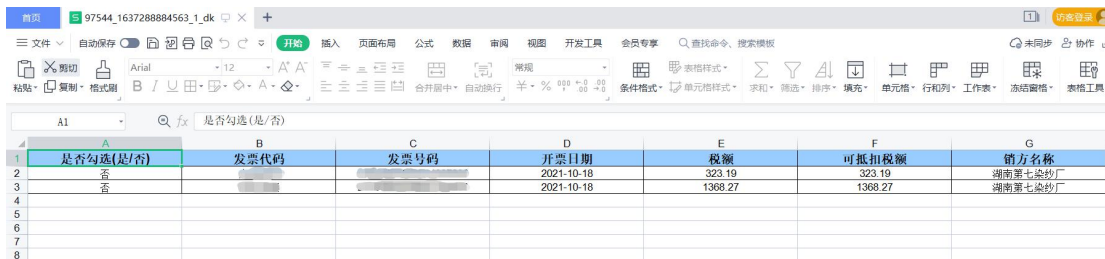 首页 97544_1637288884563_1_dk 访客登录
文件 自动保存 开始 插入 页面布局 公式 数据 审阅 视图 开发工具 会员专享 查找命令、搜索模板 未同步 协作
剪切 Arial 12 A+ A- 常规 表格样式
粘贴 复制 格式刷 B I U A 合并居中 自动换行 条件格式 单元格样式 求和 筛选 排序 填充 单元格 行和列 工作表 冻结窗格 表格工具
A1 fx 是否勾选(是/否)
A B C D E F G
1 是否勾选(是/否) 发票代码 发票号码 开票日期 税额 可抵扣税额 销方名称
2 否 2021-10-18 323.19 323.19 湖南第七染纱厂
3 否 2021-10-18 1368.27 1368.27 湖南第七染纱厂
4
5
6
7
8